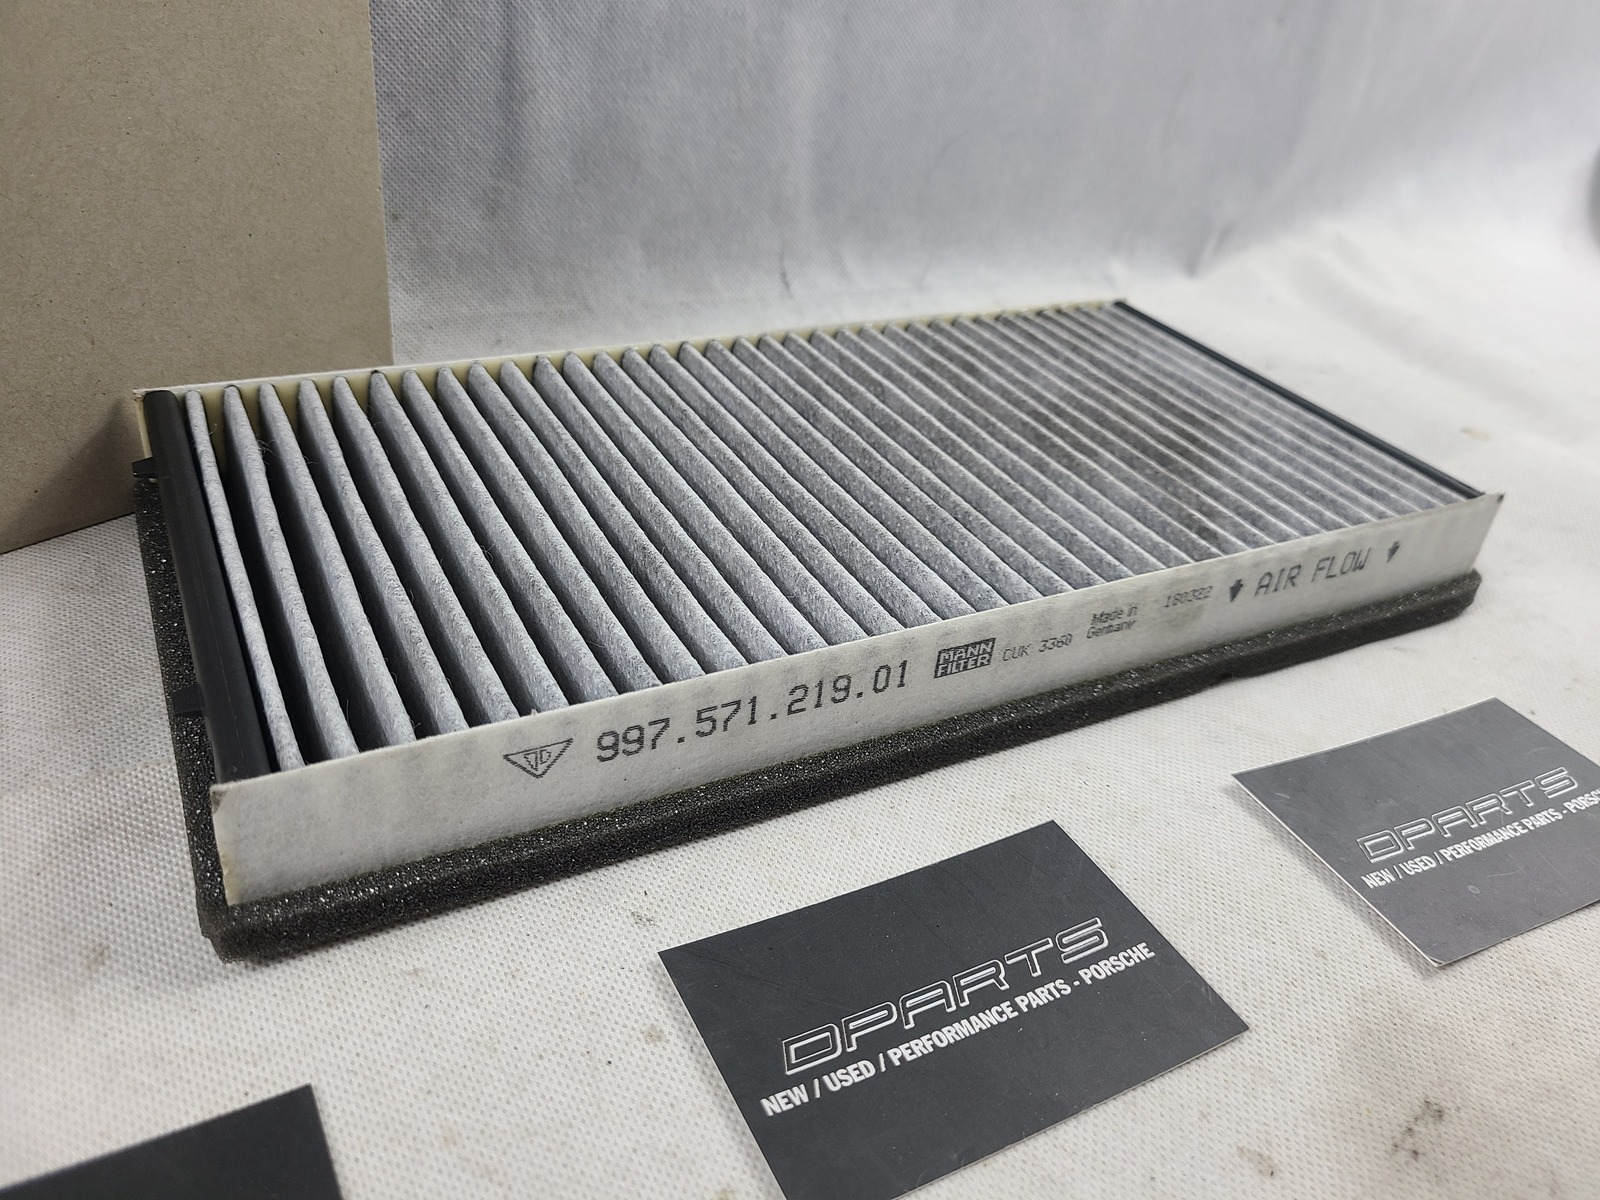 997.571.219.01
MANN
FILTER
CUK 3360
Made in
Germany
180322
AIR FLOW
DPARTS
NEW / USED / PERFORMANCE PARTS - PORSCHE
DPARTS
NEW / USED / PERFORMANCE PARTS - PORSC